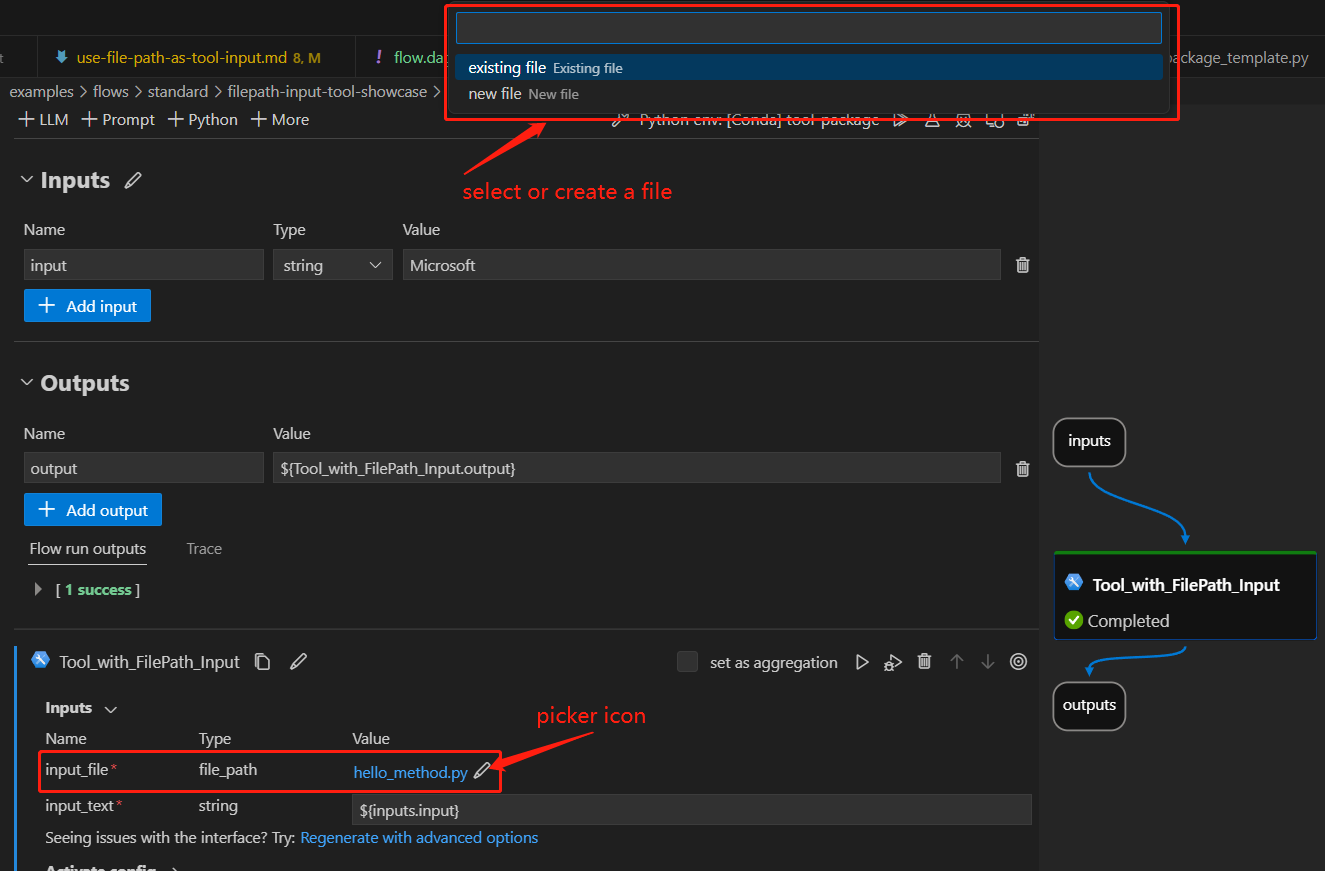 existing file Existing file
new file New file
use-file-path-as-tool-input.md 8, M
! flow.da
package_template.py
examples > flows > standard > filepath-input-tool-showcase >
LLM Prompt Python More
Python env: [Conda] tool-package
select or create a file
Inputs
Name Type Value
input string Microsoft
Add input
Outputs
Name Value
output ${Tool_with_FilePath_Input.output}
Add output
Flow run outputs Trace
[ 1 success ]
inputs
Tool_with_FilePath_Input
Completed
outputs
Tool_with_FilePath_Input set as aggregation
Inputs
picker icon
Name Type Value
input_file* file_path hello_method.py
input_text* string ${inputs.input}
Seeing issues with the interface? Try: Regenerate with advanced options
Activate config